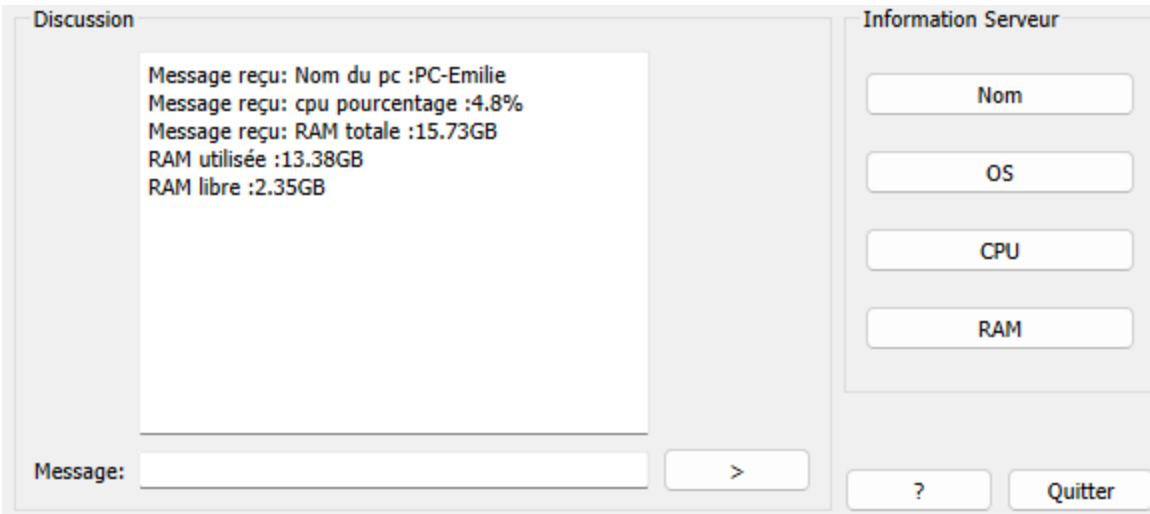 Discussion
Message reçu: Nom du pc :PC-Emilie
Message reçu: cpu pourcentage :4.8%
Message reçu: RAM totale :15.73GB
RAM utilisée :13.38GB
RAM libre :2.35GB
Message:
>
Information Serveur
Nom
OS
CPU
RAM
?
Quitter